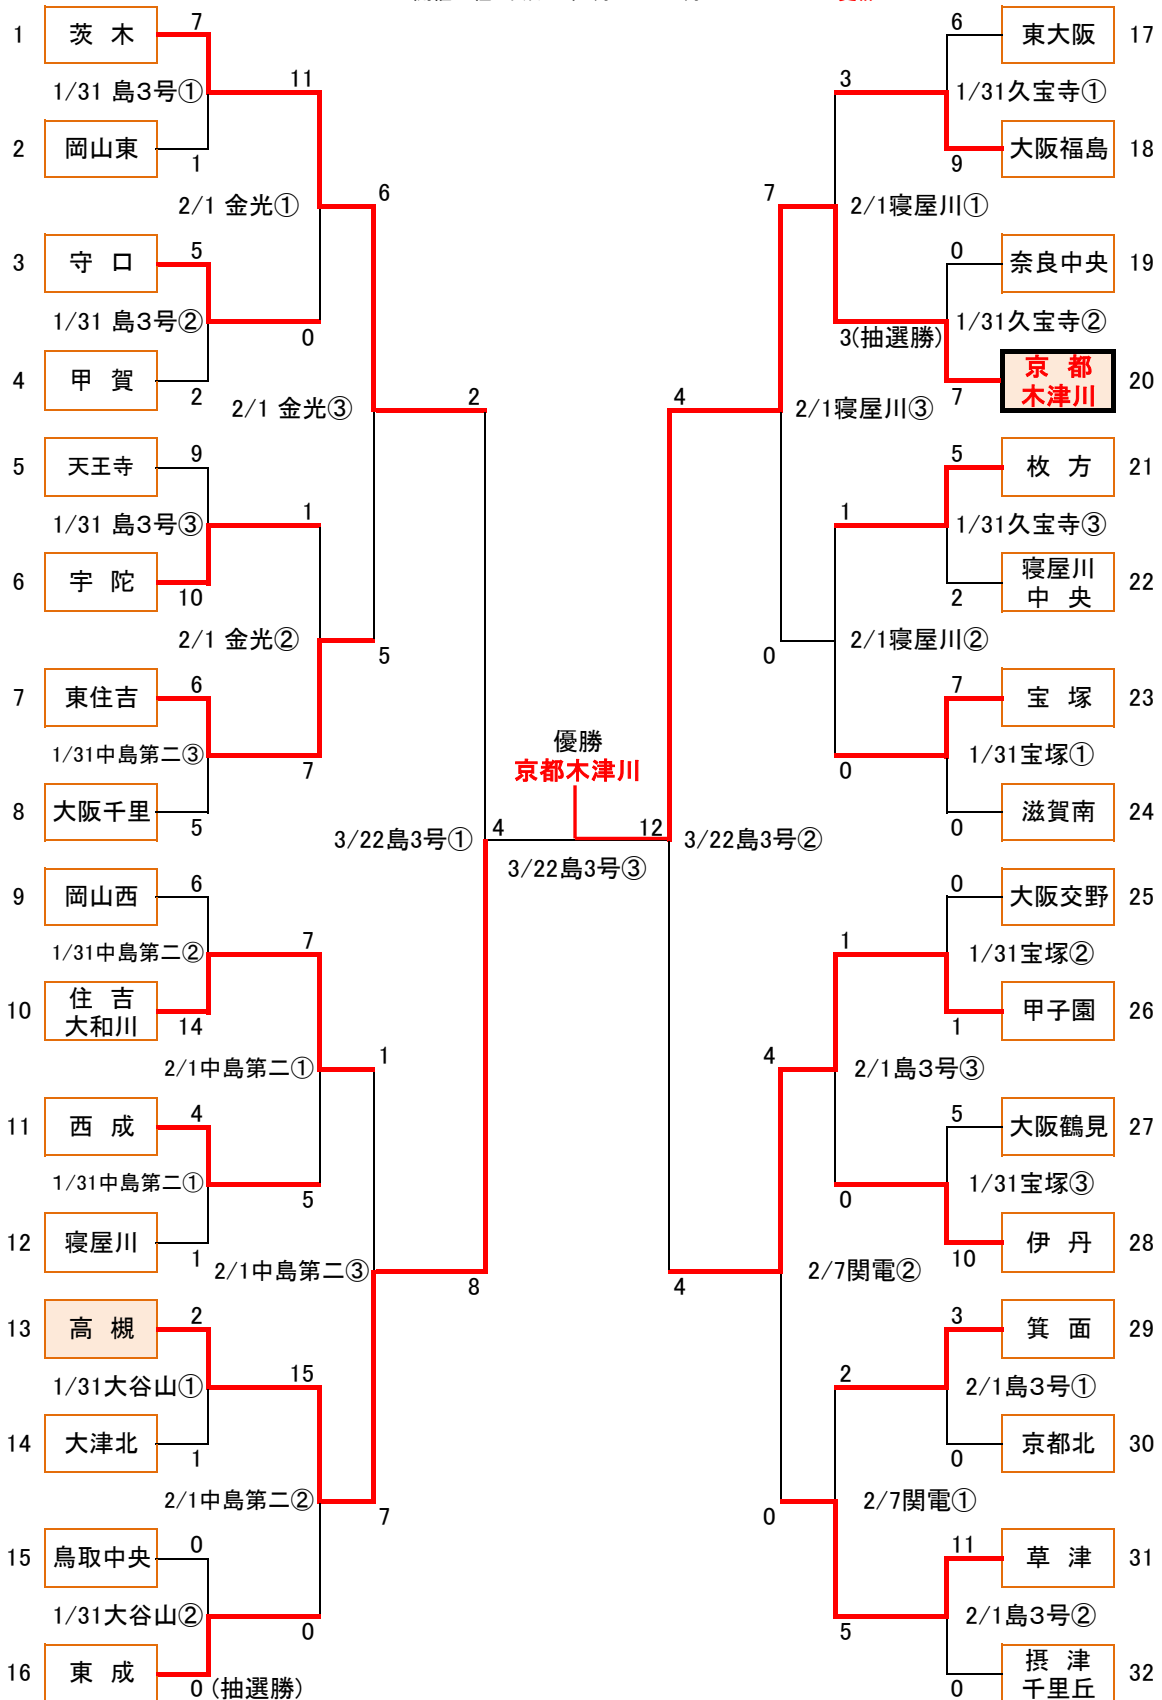 1 茨 木 7
1/31 島3号① 11
2 岡山東 1
2/1 金光① 6
3 守 口 5
1/31 島3号② 0
4 甲 賀 2
2/1 金光③ 2
5 天王寺 9
1/31 島3号③ 1
6 宇 陀 10
2/1 金光② 5
7 東住吉 6
1/31中島第二③ 7
8 大阪千里 5
3/22島3号① 4
9 岡山西 6
1/31中島第二② 7
10 住 吉
大和川 14
2/1中島第二① 1
11 西 成 4
1/31中島第二① 5
12 寝屋川 1
2/1中島第二③ 8
13 高 槻 2
1/31大谷山① 15
14 大津北 1
2/1中島第二② 7
15 鳥取中央 0
1/31大谷山② 0
16 東 成 0 (抽選勝)
優勝
京都木津川
12
3/22島3号③
6 東大阪 17
3 1/31久宝寺①
9 大阪福島 18
7 2/1寝屋川①
0 奈良中央 19
3(抽選勝) 1/31久宝寺②
7 京 都
木津川 20
4 2/1寝屋川③
5 枚 方 21
1 1/31久宝寺③
2 寝屋川
中 央 22
0 2/1寝屋川②
7 宝 塚 23
0 1/31宝塚①
0 滋賀南 24
3/22島3号②
0 大阪交野 25
1 1/31宝塚②
1 甲子園 26
4 2/1島3号③
5 大阪鶴見 27
0 1/31宝塚③
10 伊 丹 28
4 2/7関電②
3 箕 面 29
2 2/1島3号①
0 京都北 30
0 2/7関電①
11 草 津 31
5 2/1島3号②
0 摂 津
千里丘 32